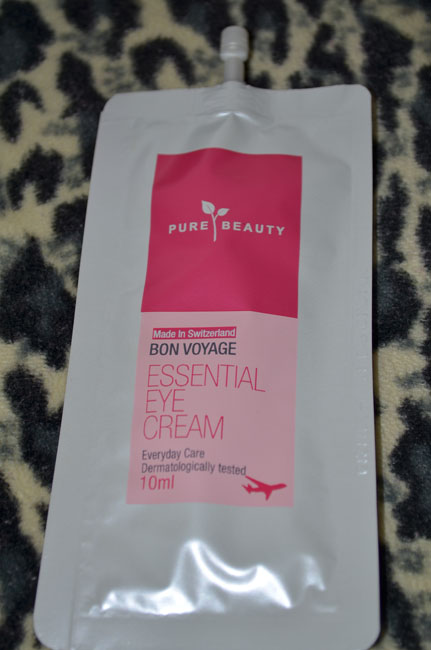 PURE BEAUTY
Made In Switzerland
BON VOYAGE
ESSENTIAL
EYE
CREAM
Everyday Care
Dermatologically tested
10ml